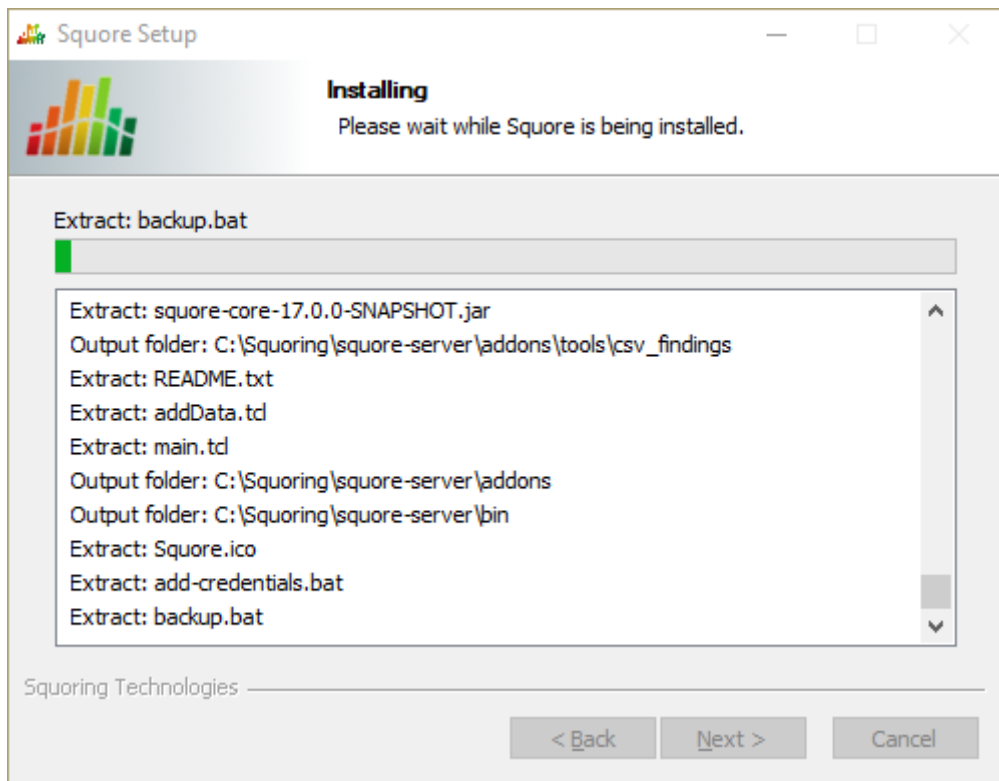 Squore Setup
Installing
Please wait while Squore is being installed.
Extract: backup.bat
Extract: squore-core-17.0.0-SNAPSHOT.jar
Output folder: C:\Squoring\squore-server\addons\tools\csv_findings
Extract: README.txt
Extract: addData.tcl
Extract: main.tcl
Output folder: C:\Squoring\squore-server\addons
Output folder: C:\Squoring\squore-server\bin
Extract: Squore.ico
Extract: add-credentials.bat
Extract: backup.bat
Squoring Technologies
< Back Next > Cancel